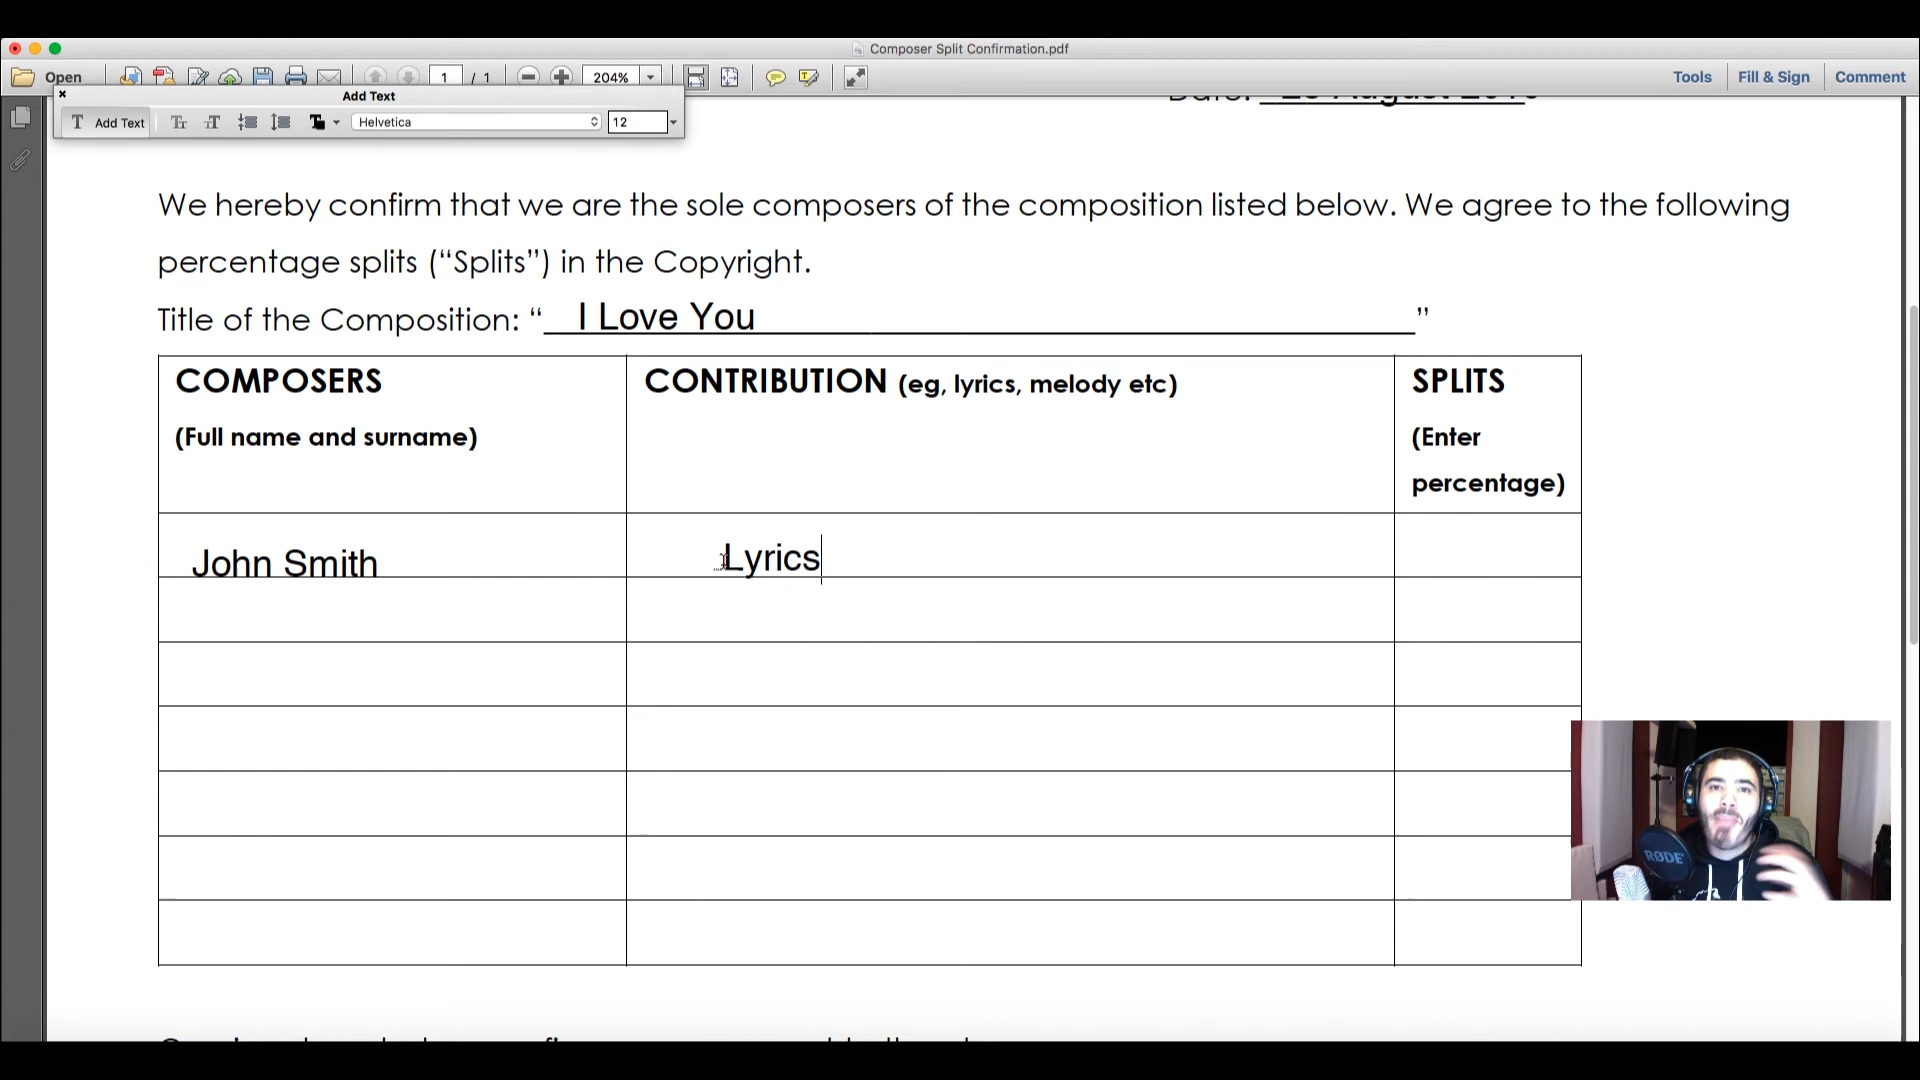 Composer Split Confirmation.pdf
Open
1 / 1
204%
Tools
Fill & Sign
Comment
Add Text
T Add Text
Helvetica
12
We hereby confirm that we are the sole composers of the composition listed below. We agree to the following
percentage splits (“Splits”) in the Copyright.
Title of the Composition: “ I Love You ”
COMPOSERS
(Full name and surname)
CONTRIBUTION (eg, lyrics, melody etc)
SPLITS
(Enter
percentage)
John Smith
Lyrics
RØDE